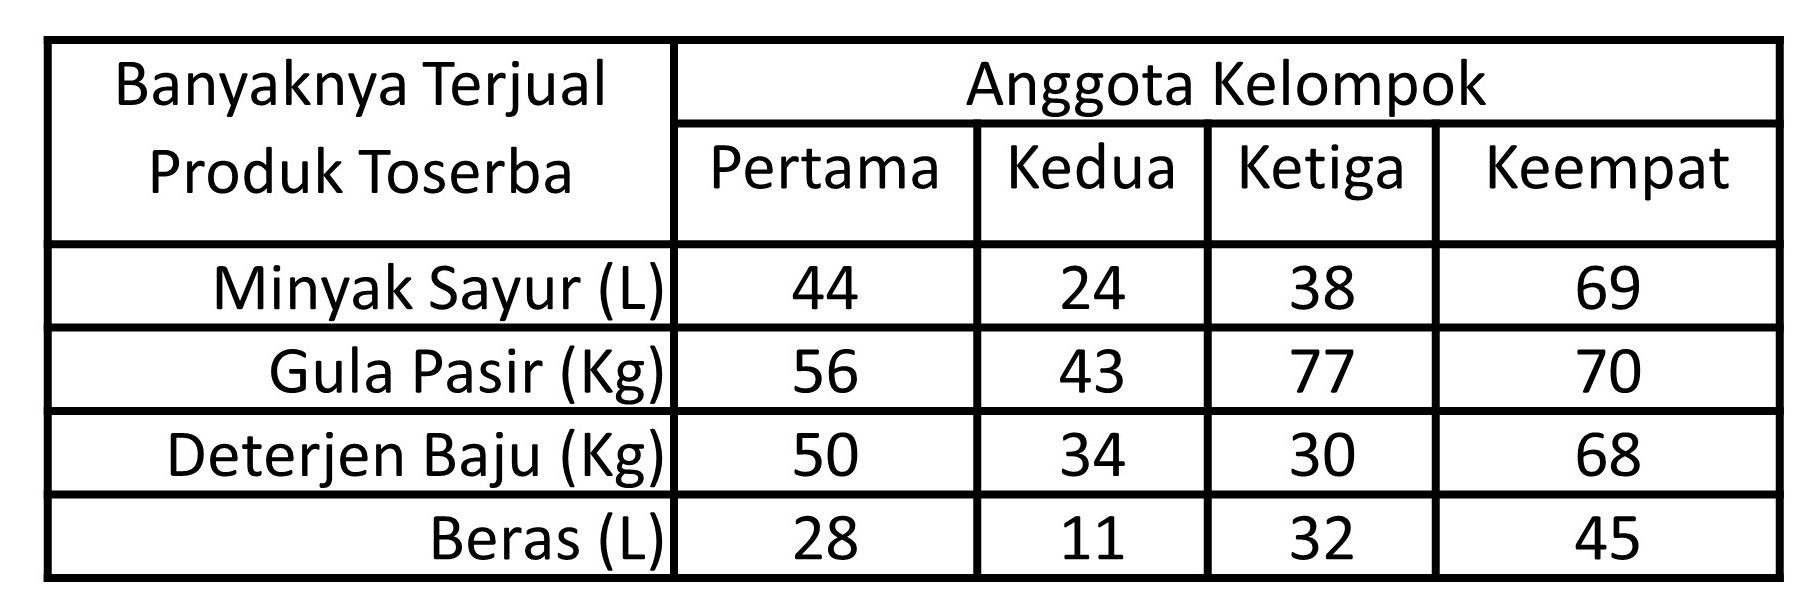 Banyaknya Terjual
Produk Toserba
Anggota Kelompok
Pertama Kedua Ketiga Keempat
Minyak Sayur (L) 44 24 38 69
Gula Pasir (Kg) 56 43 77 70
Deterjen Baju (Kg) 50 34 30 68
Beras (L) 28 11 32 45